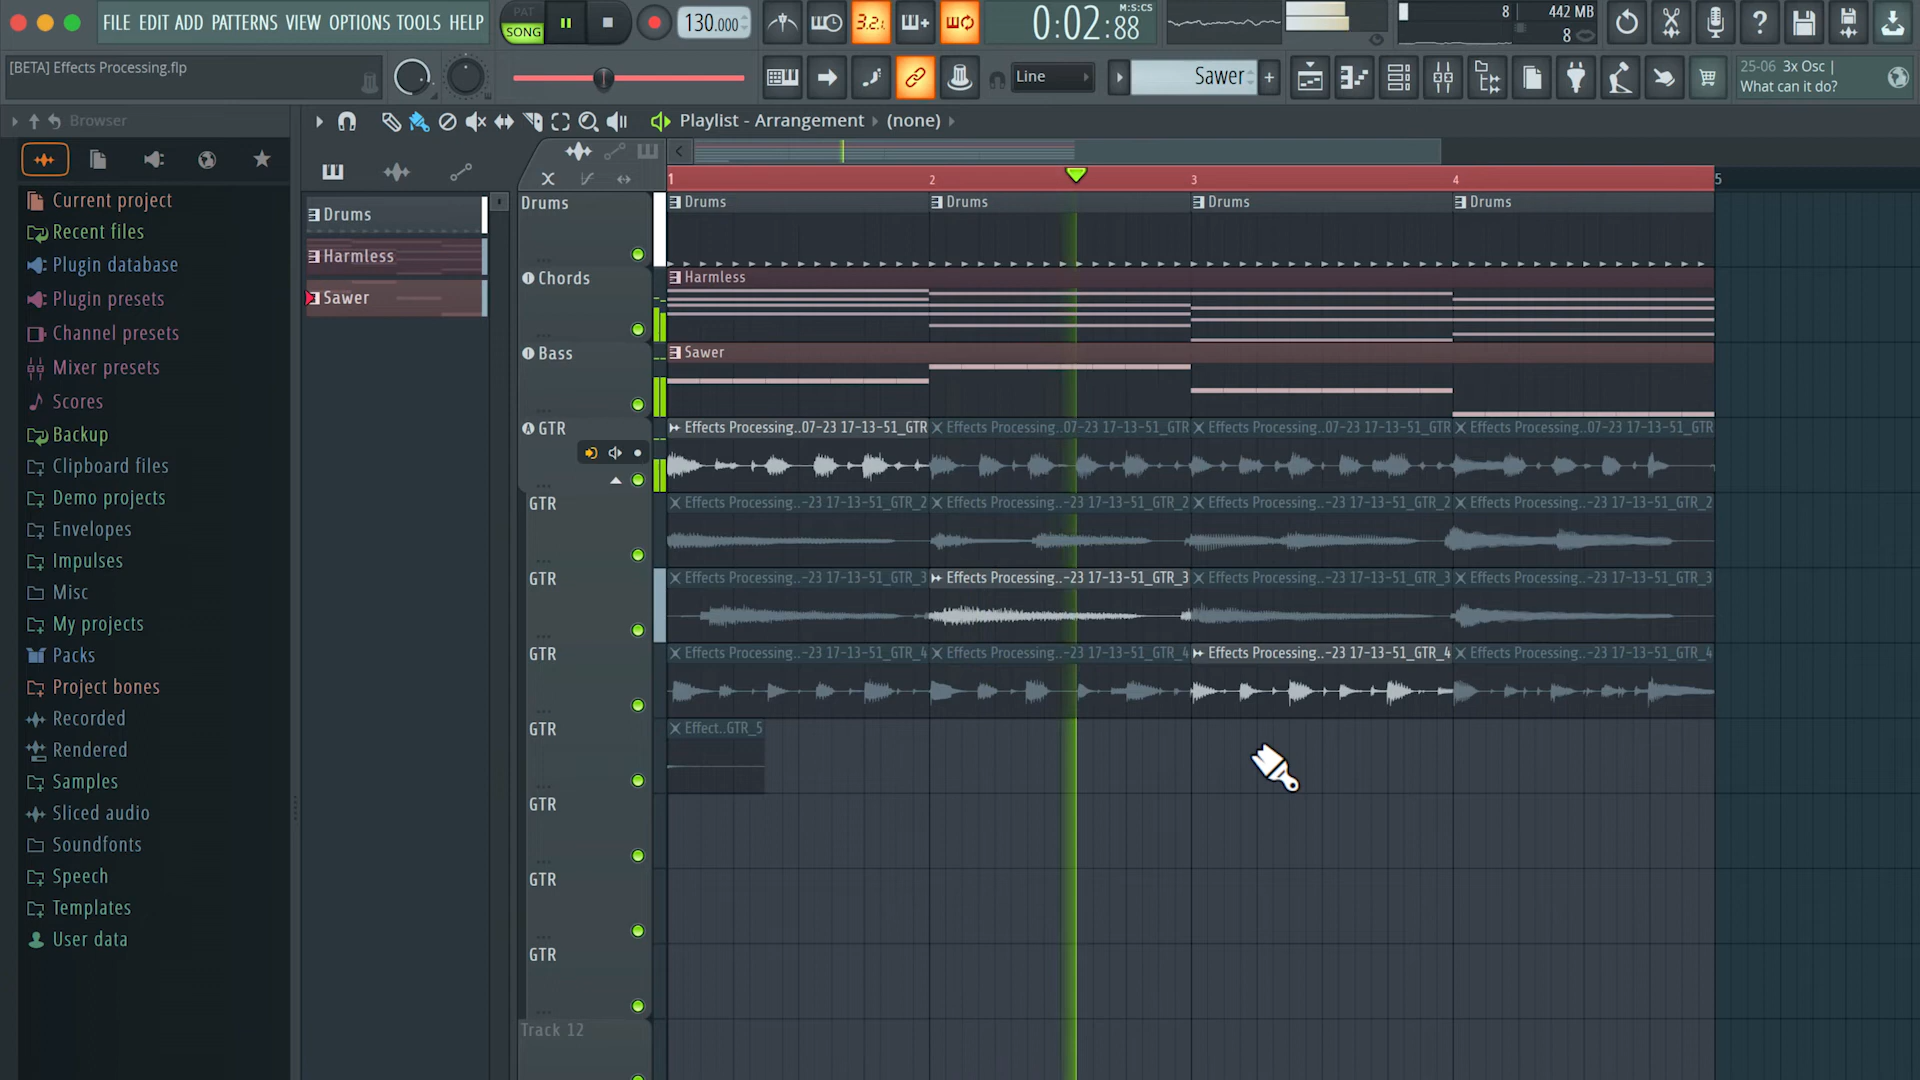 FILE EDIT ADD PATTERNS VIEW OPTIONS TOOLS HELP
PAT
SONG
130.000
3.2.
0:02:88
M:S:CS
8
442 MB
8
[BETA] Effects Processing.flp
Line
Sawer
25-06 3x Osc |
What can it do?
Browser
Playlist - Arrangement
(none)
Current project
Recent files
Plugin database
Plugin presets
Channel presets
Mixer presets
Scores
Backup
Clipboard files
Demo projects
Envelopes
Impulses
Misc
My projects
Packs
Project bones
Recorded
Rendered
Samples
Sliced audio
Soundfonts
Speech
Templates
User data
Drums
Harmless
Sawer
1 2 3 4 5
Drums
Drums Drums Drums Drums
Chords
Harmless
Bass
Sawer
GTR
Effects Processing..07-23 17-13-51_GTR Effects Processing..07-23 17-13-51_GTR Effects Processing..07-23 17-13-51_GTR Effects Processing..07-23 17-13-51_GTR
GTR
Effects Processing..-23 17-13-51_GTR_2 Effects Processing..-23 17-13-51_GTR_2 Effects Processing..-23 17-13-51_GTR_2 Effects Processing..-23 17-13-51_GTR_2
GTR
Effects Processing..-23 17-13-51_GTR_3 Effects Processing..-23 17-13-51_GTR_3 Effects Processing..-23 17-13-51_GTR_3 Effects Processing..-23 17-13-51_GTR_3
GTR
Effects Processing..-23 17-13-51_GTR_4 Effects Processing..-23 17-13-51_GTR_4 Effects Processing..-23 17-13-51_GTR_4 Effects Processing..-23 17-13-51_GTR_4
GTR
Effect..GTR_5
GTR
GTR
GTR
Track 12